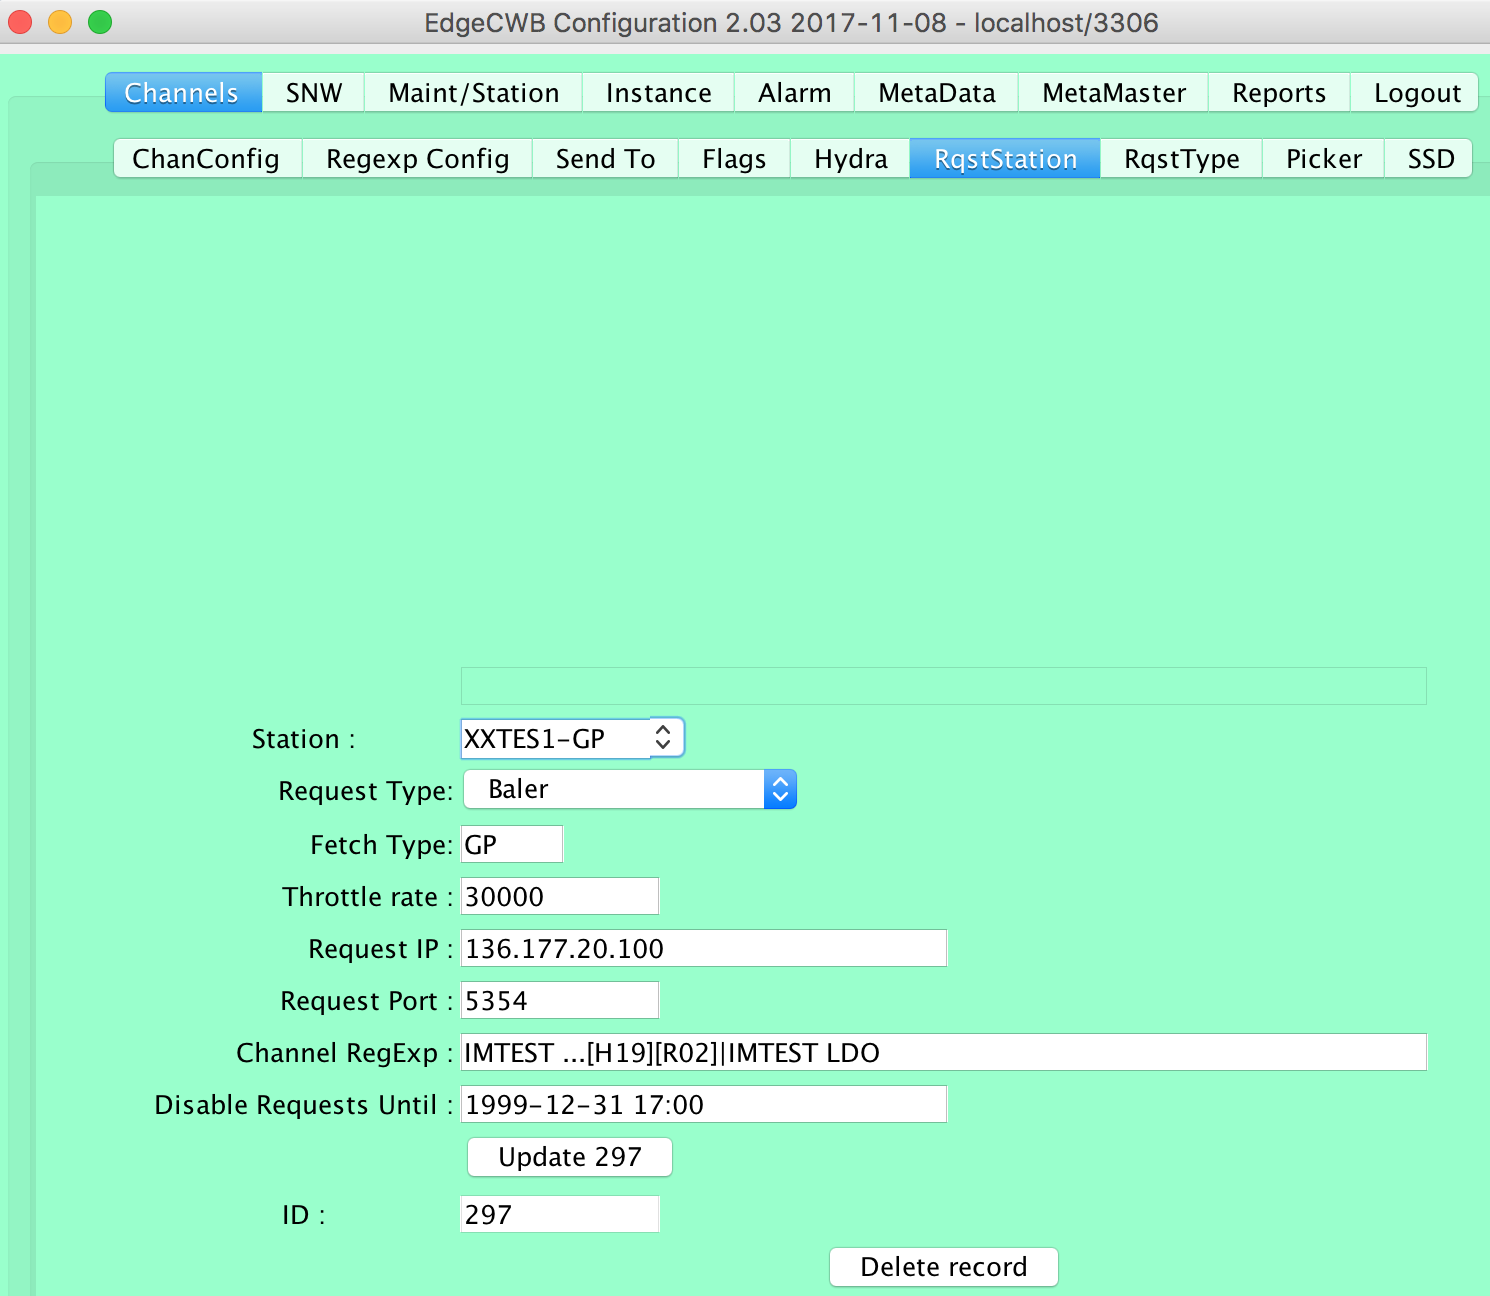 EdgeCWB Configuration 2.03 2017-11-08 - localhost/3306
Channels SNW Maint/Station Instance Alarm MetaData MetaMaster Reports Logout
ChanConfig Regexp Config Send To Flags Hydra RqstStation RqstType Picker SSD
Station : XXTES1-GP
Request Type: Baler
Fetch Type: GP
Throttle rate : 30000
Request IP : 136.177.20.100
Request Port : 5354
Channel RegExp : IMTEST ...[H19][R02]|IMTEST LDO
Disable Requests Until : 1999-12-31 17:00
Update 297
ID : 297
Delete record